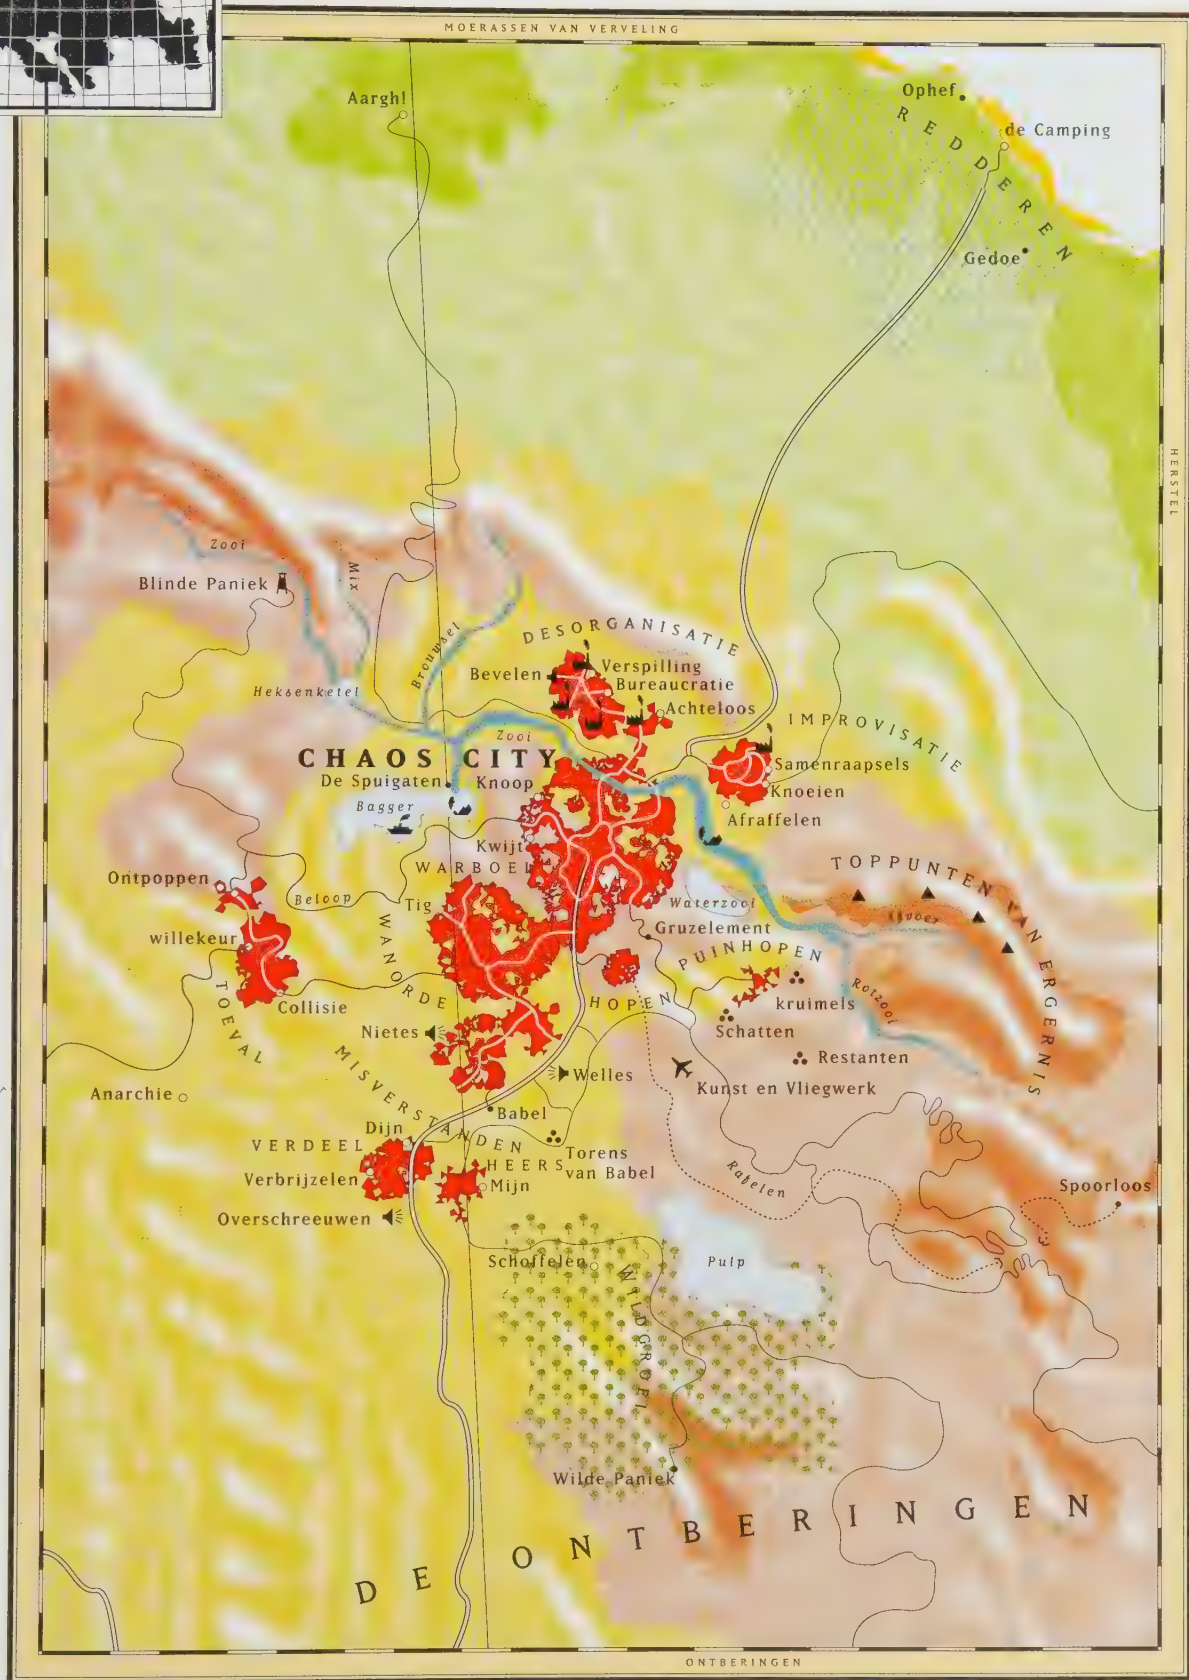 MOERASSEN VAN VERVELING
Aargh!
Ophef
de Camping
REDDEREN
Gedoe
HERSTEL
Zooi
Blinde Paniek
Mix
Brouwsel
Heksenketel
DESORGANISATIE
Bevelen
Verspilling
Bureaucratie
Achteloos
IMPROVISATIE
Zooi
CHAOS CITY
De Spuigaten
Knoop
Samenraapsels
Knoeien
Bagger
Afraffelen
Kwijt
WARBOEL
TOPPUNTEN VAN ERGERNIS
Ontpoppen
Beloop
Tig
Waterzooi
Gruzelement
willekeur
WANORDE
PUINHOPEN
Rotzooi
TOEVAL
Collisie
HOPEN
kruimels
Schatten
Nietes
MISVERSTANDEN
Restanten
Welles
Kunst en Vliegwerk
Anarchie
Babel
Dijn
VERDEEL
HEERS
Torens
van Babel
Verbrijzelen
Mijn
Rabelen
Spoorloos
Overschreeuwen
Schoffelen
Pulp
WILDGROEI
Wilde Paniek
DE ONTBERINGEN
ONTBERINGEN